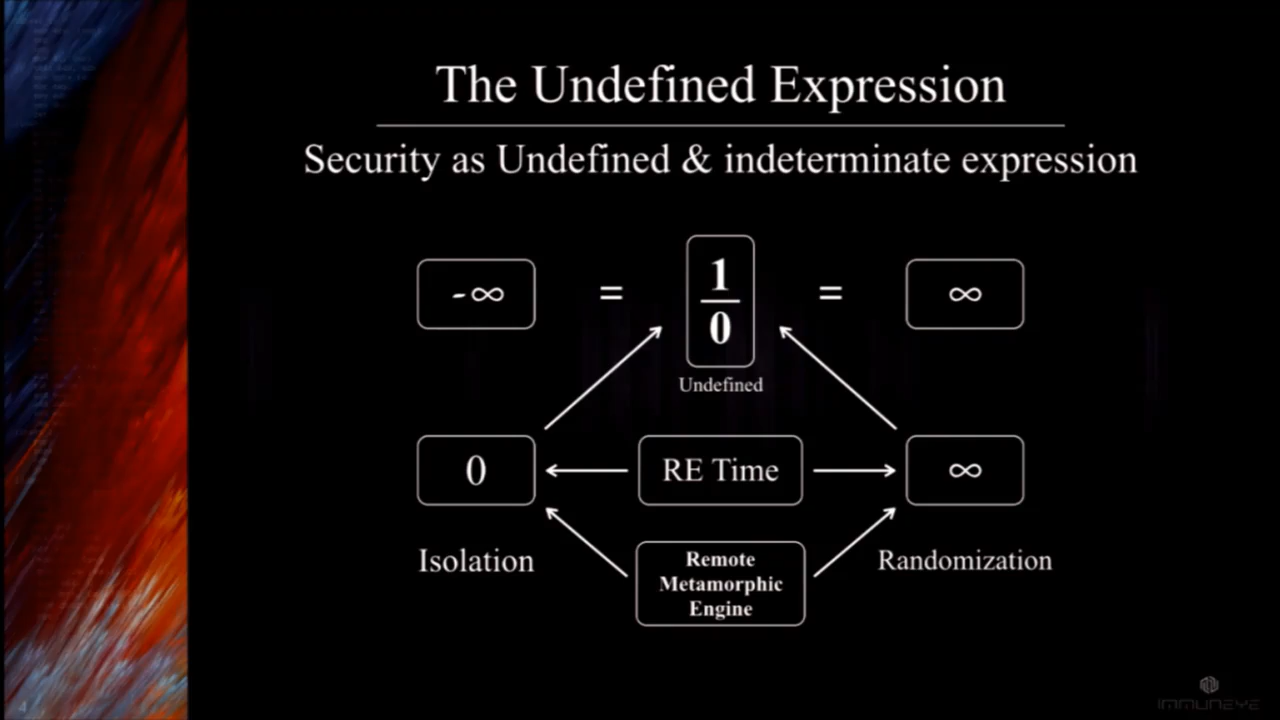 The Undefined Expression
Security as Undefined & indeterminate expression
-∞ = 1/0 = ∞
Undefined
0 RE Time ∞
Isolation
Remote
Metamorphic
Engine
Randomization
4
IMMUNEYE